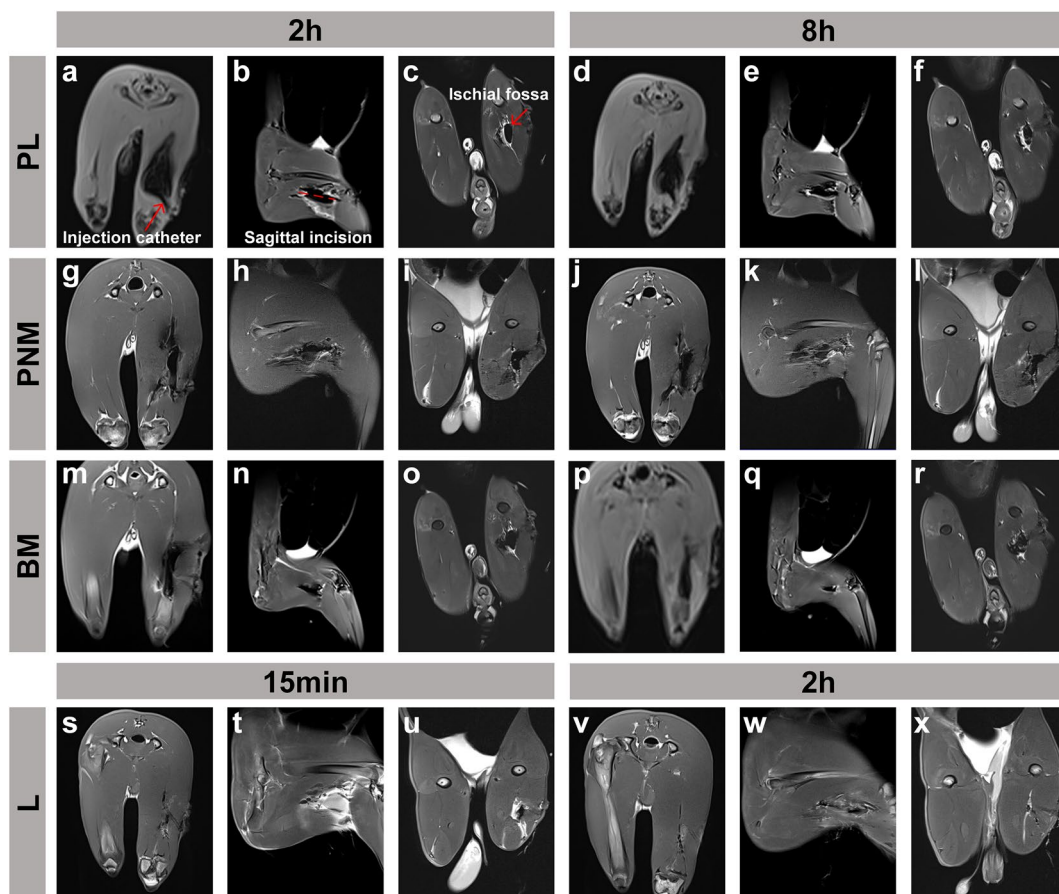 2h
8h
PL
a
b
c
d
e
f
Ischial fossa
Injection catheter
Sagittal incision
PNM
g
h
i
j
k
l
BM
m
n
o
p
q
r
15min
2h
L
s
t
u
v
w
x